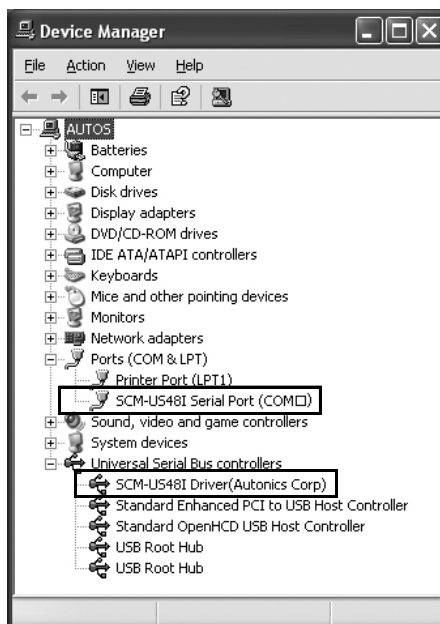 Device Manager
File Action View Help
AUTOS
Batteries
Computer
Disk drives
Display adapters
DVD/CD-ROM drives
IDE ATA/ATAPI controllers
Keyboards
Mice and other pointing devices
Monitors
Network adapters
Ports (COM & LPT)
Printer Port (LPT1)
SCM-US48I Serial Port (COM□)
Sound, video and game controllers
System devices
Universal Serial Bus controllers
SCM-US48I Driver(Autonics Corp)
Standard Enhanced PCI to USB Host Controller
Standard OpenHCD USB Host Controller
USB Root Hub
USB Root Hub